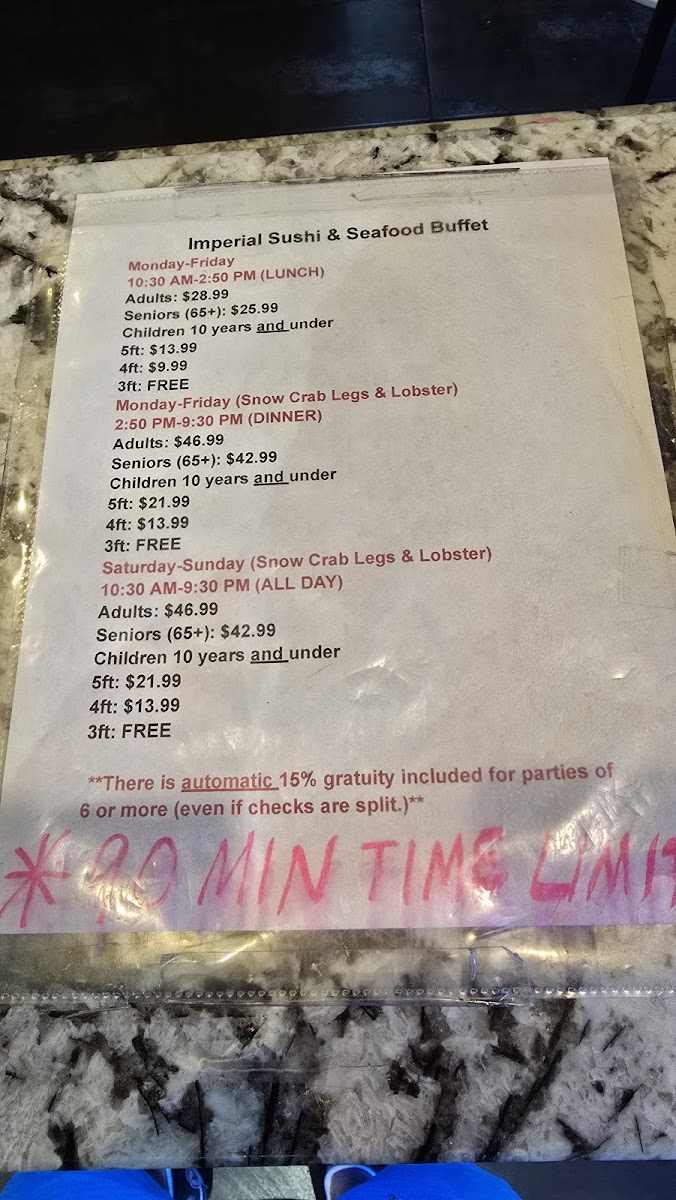 Imperial Sushi & Seafood Buffet
Monday-Friday
10:30 AM-2:50 PM (LUNCH)
Adults: $28.99
Seniors (65+): $25.99
Children 10 years and under
5ft: $13.99
4ft: $9.99
3ft: FREE
Monday-Friday (Snow Crab Legs & Lobster)
2:50 PM-9:30 PM (DINNER)
Adults: $46.99
Seniors (65+): $42.99
Children 10 years and under
5ft: $21.99
4ft: $13.99
3ft: FREE
Saturday-Sunday (Snow Crab Legs & Lobster)
10:30 AM-9:30 PM (ALL DAY)
Adults: $46.99
Seniors (65+): $42.99
Children 10 years and under
5ft: $21.99
4ft: $13.99
3ft: FREE
**There is automatic 15% gratuity included for parties of
6 or more (even if checks are split.)**
* 90 MIN TIME LIMIT